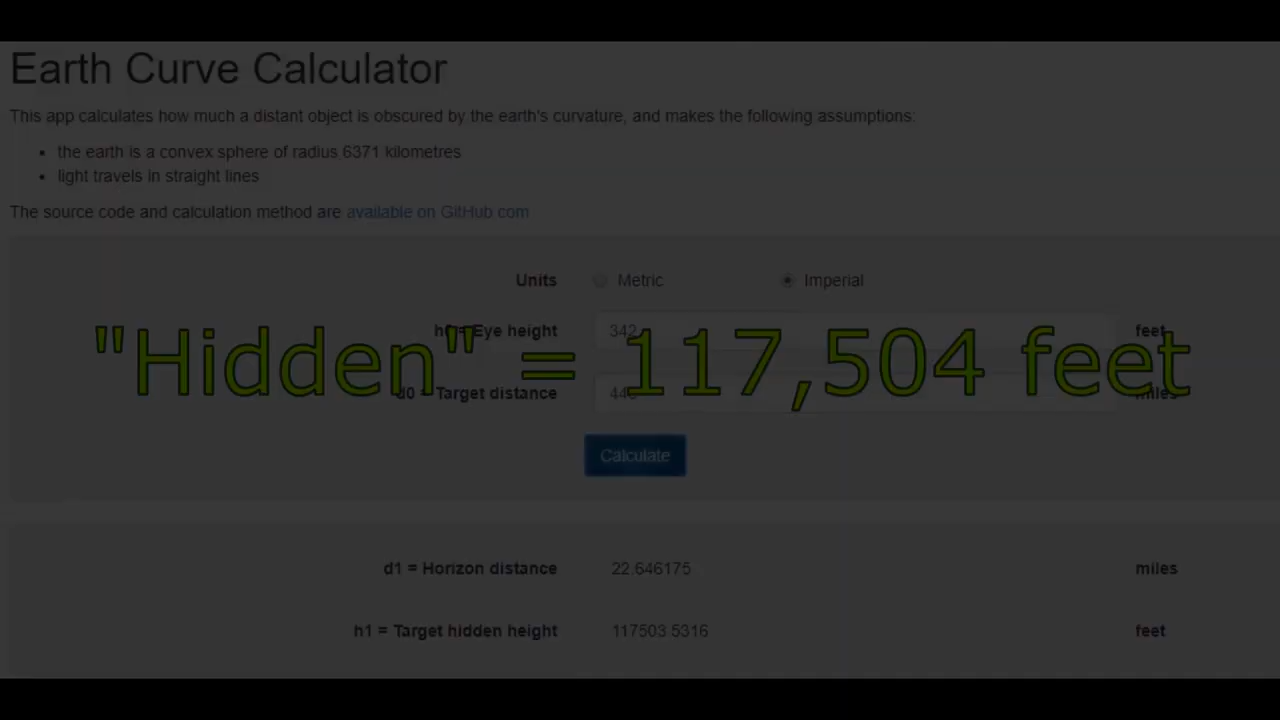 Earth Curve Calculator
This app calculates how much a distant object is obscured by the earth's curvature, and makes the following assumptions:
• the earth is a convex sphere of radius 6371 kilometres
• light travels in straight lines
The source code and calculation method are available on GitHub com
Units Metric Imperial
h0 = Eye height 342 feet
"Hidden" = 117,504 feet
d0 = Target distance miles
Calculate
d1 = Horizon distance 22.646175 miles
h1 = Target hidden height 117503.5316 feet